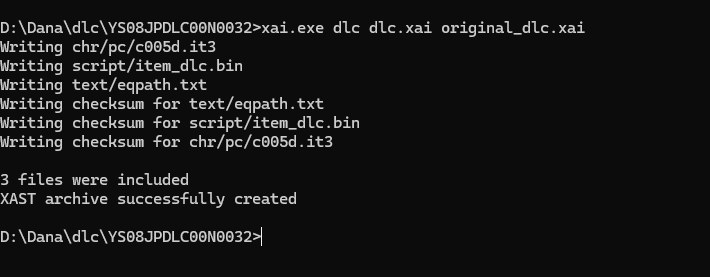 D:\Dana\dlc\YS08JPDLC00N0032>xai.exe dlc dlc.xai original_dlc.xai
Writing chr/pc/c005d.it3
Writing script/item_dlc.bin
Writing text/eqpath.txt
Writing checksum for text/eqpath.txt
Writing checksum for script/item_dlc.bin
Writing checksum for chr/pc/c005d.it3
3 files were included
XAST archive successfully created
D:\Dana\dlc\YS08JPDLC00N0032>